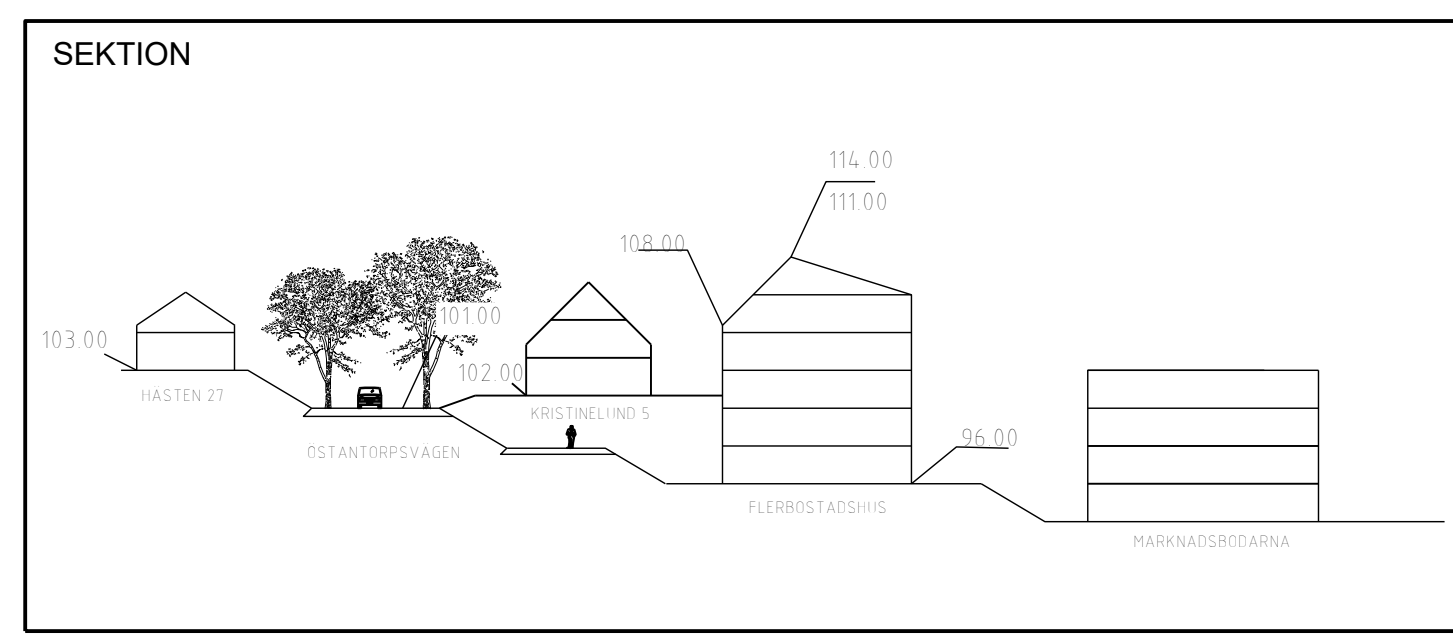 SEKTION
114.00
111.00
108.00
101.00
103.00
102.00
HÄSTEN 27
KRISTINELUND 5
ÖSTANTORPSVÄGEN
96.00
FLERBOSTADSHUS
MARKNADSBODARNA